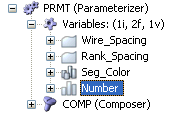 PRMT (Parameterizer)
Variables: (1i, 2f, 1v)
Wire_Spacing
Rank_Spacing
Seg_Color
Number
COMP (Composer)